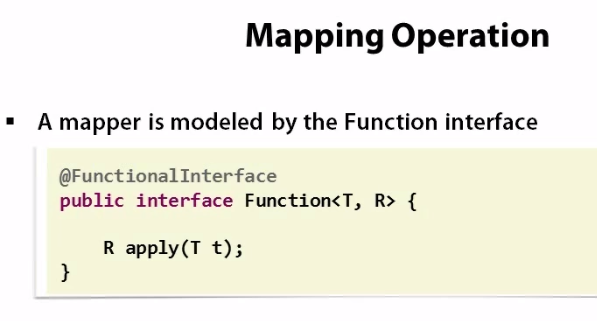 Mapping Operation
▪ A mapper is modeled by the Function interface
@FunctionalInterface
public interface Function<T, R> {
R apply(T t);
}